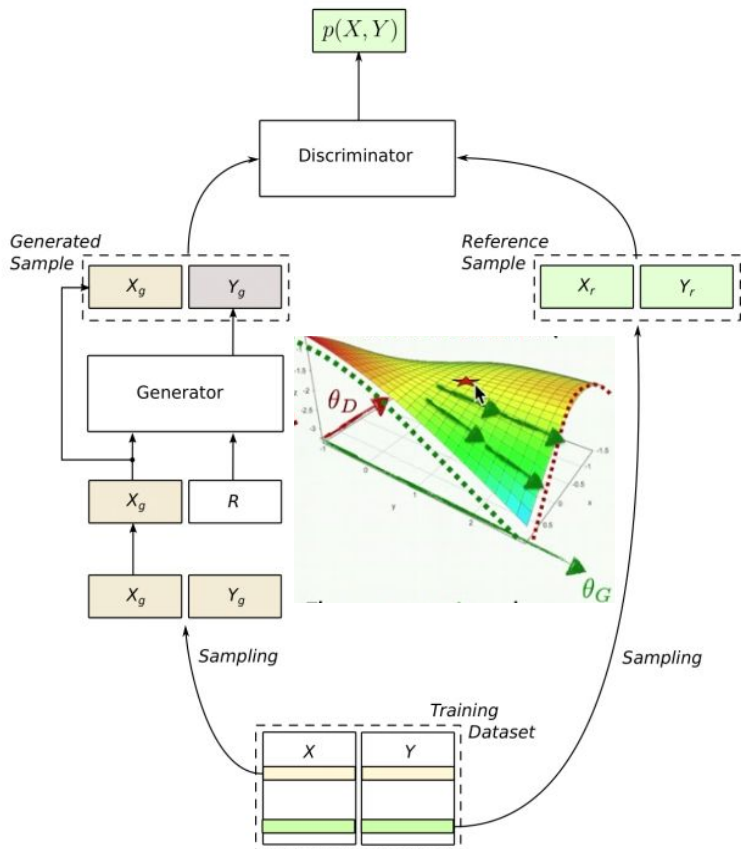 p(X, Y)
Discriminator
Generated
Sample
Reference
Sample
X_g
Y_g
X_r
Y_r
Generator
θ_D
X_g
R
θ_G
X_g
Y_g
Sampling
Sampling
Training
Dataset
X
Y